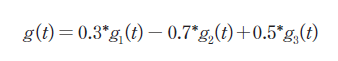 g(t) = 0.3*g₁(t) − 0.7*g₂(t)+0.5*g₃(t)